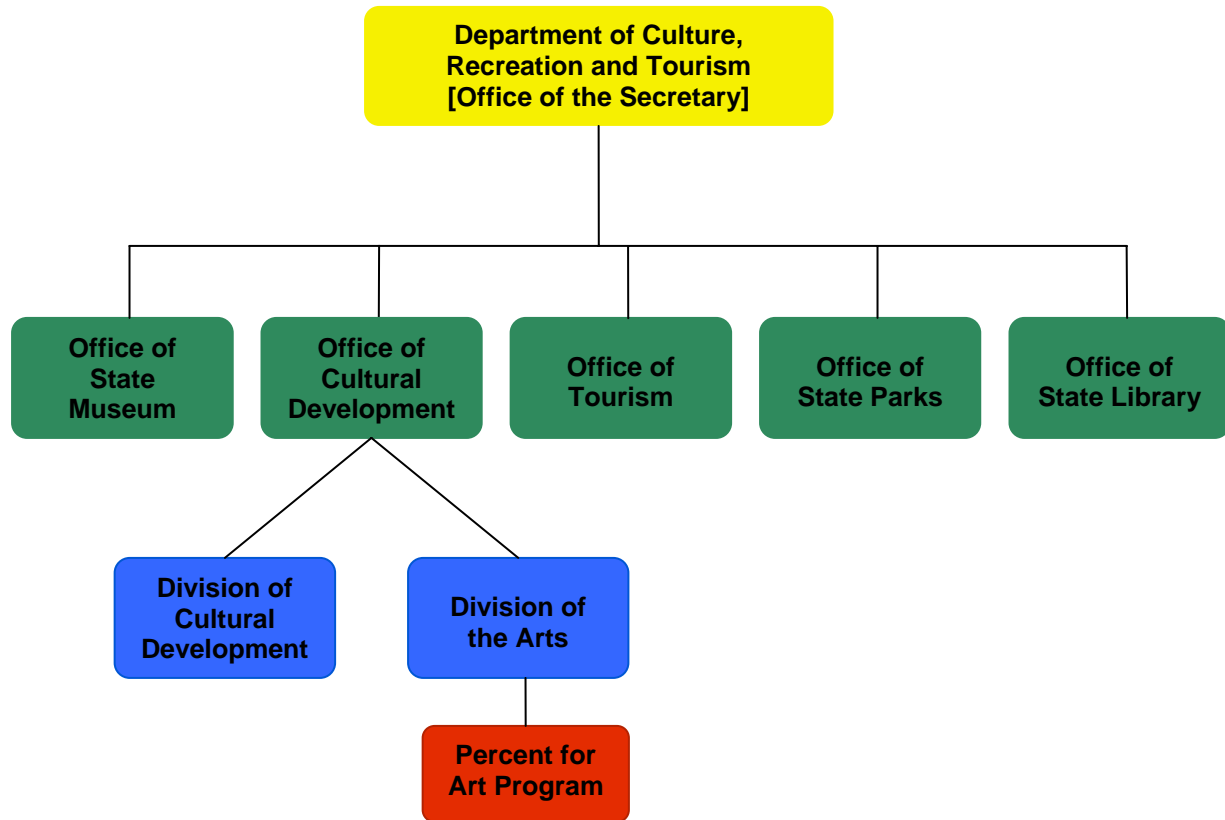 Department of Culture,
Recreation and Tourism
[Office of the Secretary]
Office of
State
Museum
Office of
Cultural
Development
Office of
Tourism
Office of
State Parks
Office of
State Library
Division of
Cultural
Development
Division of
the Arts
Percent for
Art Program